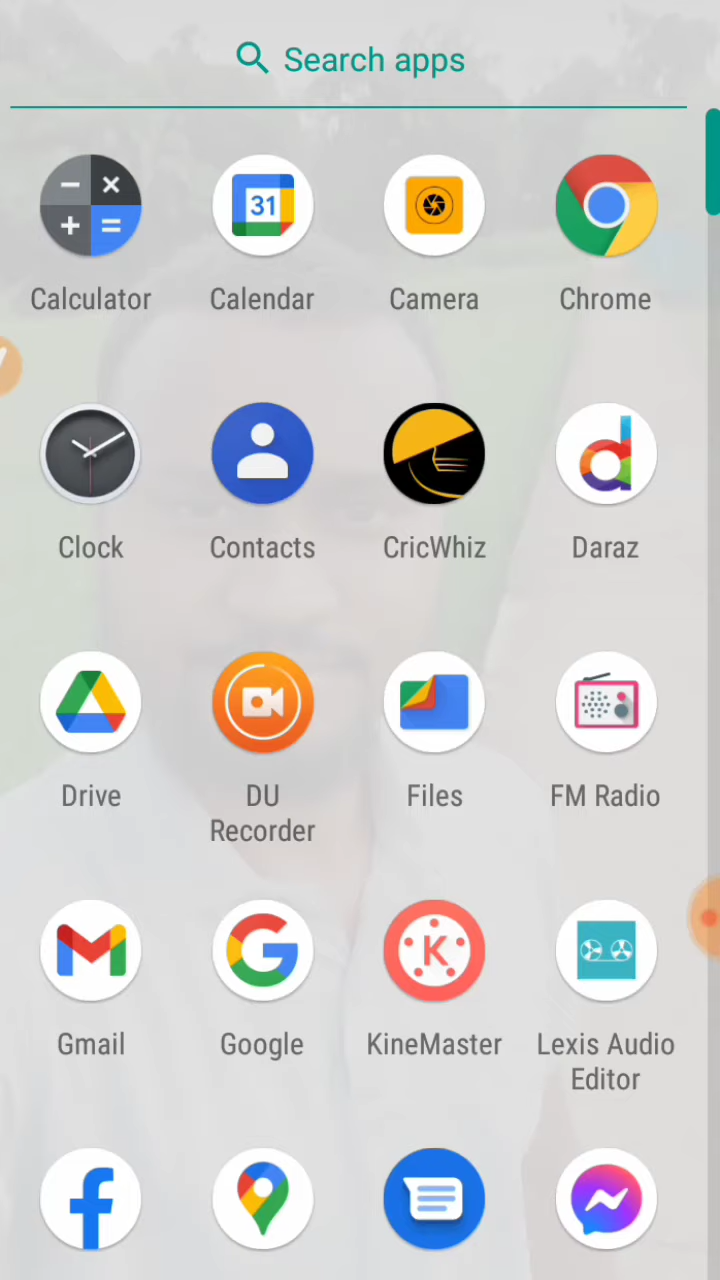 Search apps
31
Calculator
Calendar
Camera
Chrome
Clock
Contacts
CricWhiz
Daraz
Drive
DU
Recorder
Files
FM Radio
K
Gmail
Google
KineMaster
Lexis Audio
Editor